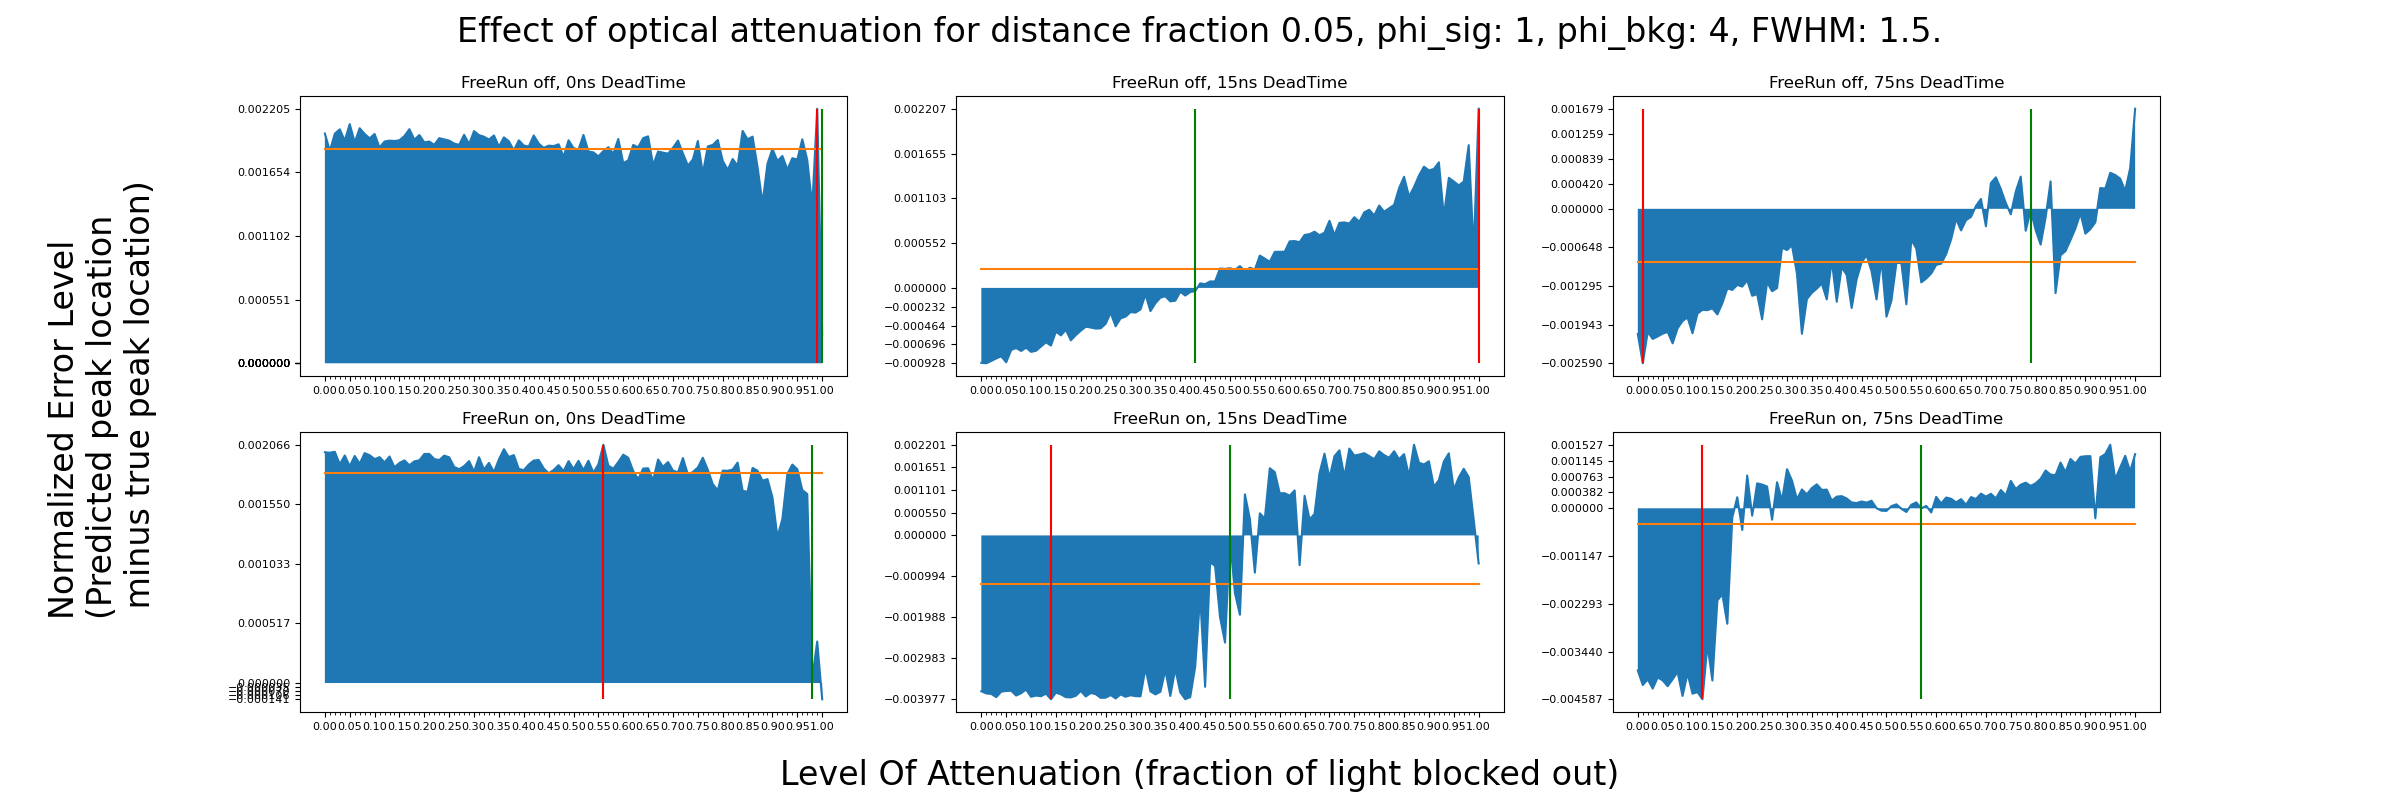 Effect of optical attenuation for distance fraction 0.05, phi_sig: 1, phi_bkg: 4, FWHM: 1.5.
Normalized Error Level
(Predicted peak location
minus true peak location)
FreeRun off, 0ns DeadTime
0.002205
0.001654
0.001102
0.000551
0.000000
0.00 0.05 0.10 0.15 0.20 0.25 0.30 0.35 0.40 0.45 0.50 0.55 0.60 0.65 0.70 0.75 0.80 0.85 0.90 0.95 1.00
FreeRun off, 15ns DeadTime
0.002207
0.001655
0.001103
0.000552
0.000000
−0.000232
−0.000464
−0.000696
−0.000928
0.00 0.05 0.10 0.15 0.20 0.25 0.30 0.35 0.40 0.45 0.50 0.55 0.60 0.65 0.70 0.75 0.80 0.85 0.90 0.95 1.00
FreeRun off, 75ns DeadTime
0.001679
0.001259
0.000839
0.000420
0.000000
−0.000648
−0.001295
−0.001943
−0.002590
0.00 0.05 0.10 0.15 0.20 0.25 0.30 0.35 0.40 0.45 0.50 0.55 0.60 0.65 0.70 0.75 0.80 0.85 0.90 0.95 1.00
FreeRun on, 0ns DeadTime
0.002066
0.001550
0.001033
0.000517
0.000000
−0.000141
0.00 0.05 0.10 0.15 0.20 0.25 0.30 0.35 0.40 0.45 0.50 0.55 0.60 0.65 0.70 0.75 0.80 0.85 0.90 0.95 1.00
FreeRun on, 15ns DeadTime
0.002201
0.001651
0.001101
0.000550
0.000000
−0.000994
−0.001988
−0.002983
−0.003977
0.00 0.05 0.10 0.15 0.20 0.25 0.30 0.35 0.40 0.45 0.50 0.55 0.60 0.65 0.70 0.75 0.80 0.85 0.90 0.95 1.00
FreeRun on, 75ns DeadTime
0.001527
0.001145
0.000763
0.000382
0.000000
−0.001147
−0.002293
−0.003440
−0.004587
0.00 0.05 0.10 0.15 0.20 0.25 0.30 0.35 0.40 0.45 0.50 0.55 0.60 0.65 0.70 0.75 0.80 0.85 0.90 0.95 1.00
Level Of Attenuation (fraction of light blocked out)